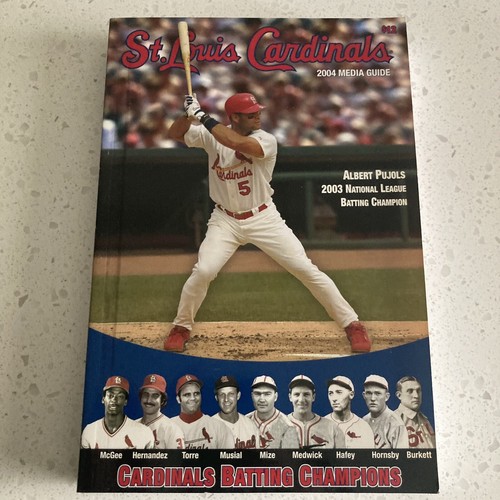 $12
St. Louis Cardinals
2004 MEDIA GUIDE
Cardinals
5
ALBERT PUJOLS
2003 NATIONAL LEAGUE
BATTING CHAMPION
McGee Hernandez Torre Musial Mize Medwick Hafey Hornsby Burkett
CARDINALS BATTING CHAMPIONS